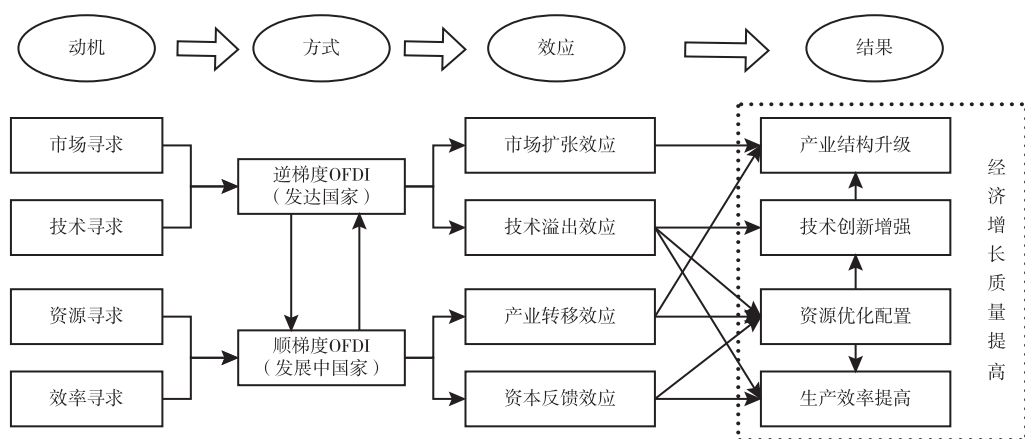 动机
方式
效应
结果
市场寻求
技术寻求
资源寻求
效率寻求
逆梯度OFDI
（发达国家）
顺梯度OFDI
（发展中国家）
市场扩张效应
技术溢出效应
产业转移效应
资本反馈效应
产业结构升级
技术创新增强
资源优化配置
生产效率提高
经济增长质量提高